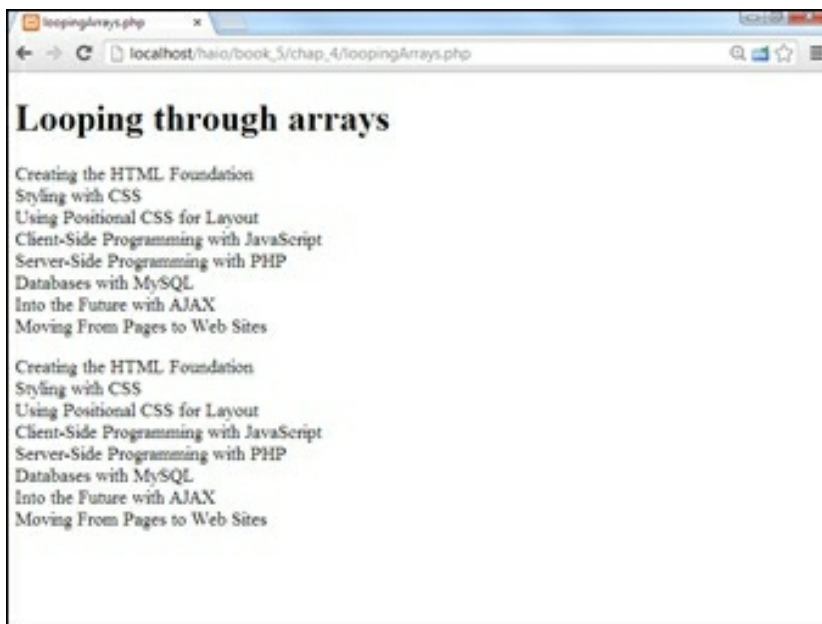 loopingArrays.php
localhost/haio/book_5/chap_4/loopingArrays.php
Looping through arrays
Creating the HTML Foundation
Styling with CSS
Using Positional CSS for Layout
Client-Side Programming with JavaScript
Server-Side Programming with PHP
Databases with MySQL
Into the Future with AJAX
Moving From Pages to Web Sites
Creating the HTML Foundation
Styling with CSS
Using Positional CSS for Layout
Client-Side Programming with JavaScript
Server-Side Programming with PHP
Databases with MySQL
Into the Future with AJAX
Moving From Pages to Web Sites